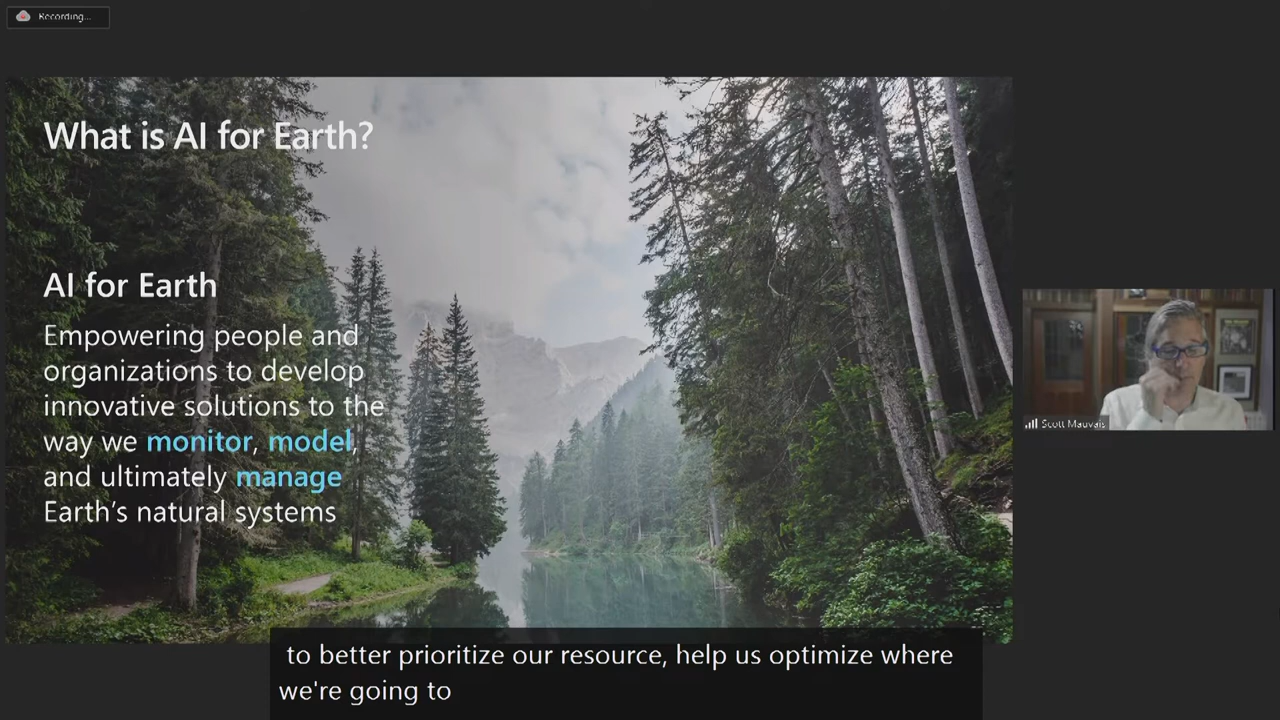 Recording...
What is AI for Earth?
AI for Earth
Empowering people and
organizations to develop
innovative solutions to the
way we monitor, model,
and ultimately manage
Earth's natural systems
Scott Mauvais
to better prioritize our resource, help us optimize where
we're going to